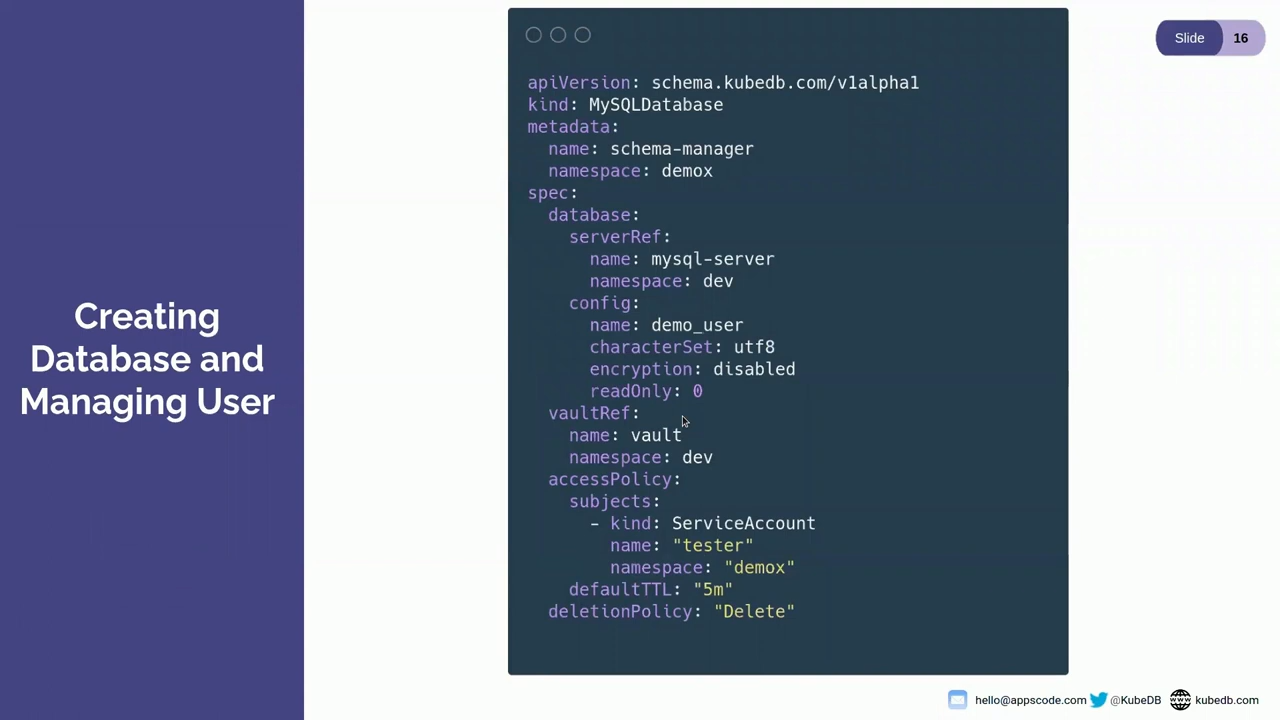 Slide 16
Creating
Database and
Managing User
apiVersion: schema.kubedb.com/v1alpha1
kind: MySQLDatabase
metadata:
  name: schema-manager
  namespace: demox
spec:
  database:
    serverRef:
      name: mysql-server
      namespace: dev
    config:
      name: demo_user
      characterSet: utf8
      encryption: disabled
      readOnly: 0
  vaultRef:
    name: vault
    namespace: dev
  accessPolicy:
    subjects:
      - kind: ServiceAccount
        name: "tester"
        namespace: "demox"
    defaultTTL: "5m"
  deletionPolicy: "Delete"
hello@appscode.com @KubeDB kubedb.com